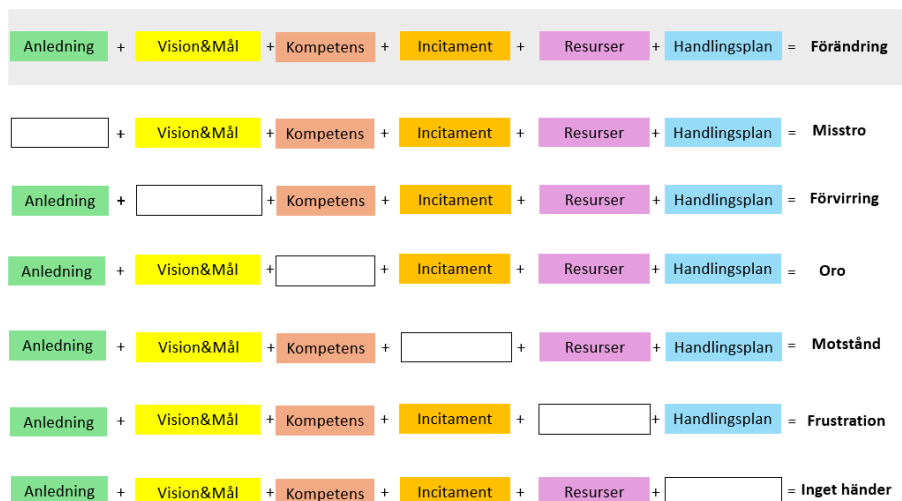 Anledning + Vision&Mål + Kompetens + Incitament + Resurser + Handlingsplan = Förändring
+ Vision&Mål + Kompetens + Incitament + Resurser + Handlingsplan = Misstro
Anledning + + Kompetens + Incitament + Resurser + Handlingsplan = Förvirring
Anledning + Vision&Mål + + Incitament + Resurser + Handlingsplan = Oro
Anledning + Vision&Mål + Kompetens + + Resurser + Handlingsplan = Motstånd
Anledning + Vision&Mål + Kompetens + Incitament + + Handlingsplan = Frustration
Anledning + Vision&Mål + Kompetens + Incitament + Resurser + = Inget händer